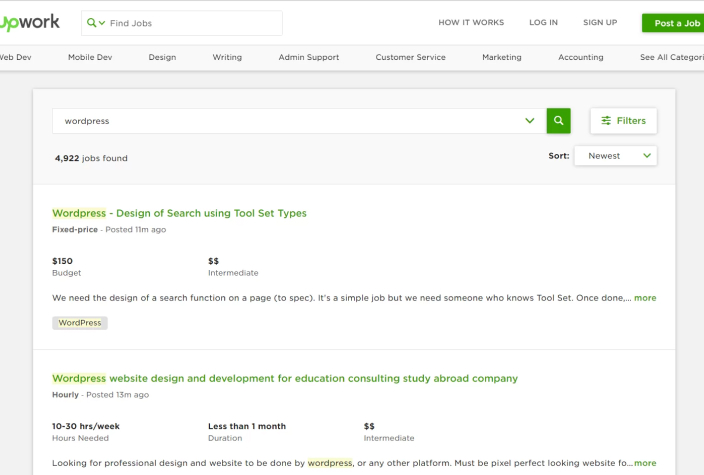 Upwork Find Jobs HOW IT WORKS LOG IN SIGN UP Post a Job
Web Dev Mobile Dev Design Writing Admin Support Customer Service Marketing Accounting See All Categori
wordpress Filters
4,922 jobs found Sort: Newest
Wordpress - Design of Search using Tool Set Types
Fixed-price - Posted 11m ago
$150 $$
Budget Intermediate
We need the design of a search function on a page (to spec). It's a simple job but we need someone who knows Tool Set. Once done,... more
WordPress
Wordpress website design and development for education consulting study abroad company
Hourly - Posted 13m ago
10-30 hrs/week Less than 1 month $$
Hours Needed Duration Intermediate
Looking for professional design and website to be done by wordpress, or any other platform. Must be pixel perfect looking website fo... more